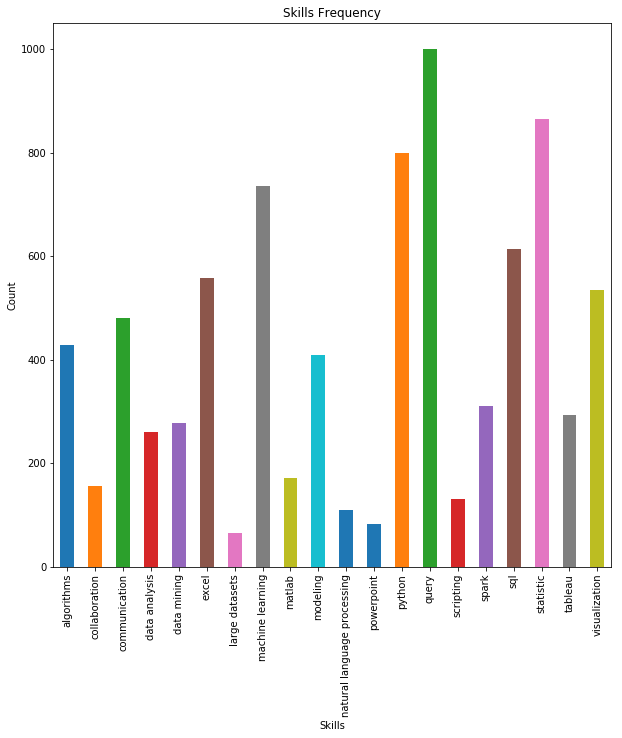 Skills Frequency
1000
800
600
400
200
0
Count
algorithms
collaboration
communication
data analysis
data mining
excel
large datasets
machine learning
matlab
modeling
natural language processing
powerpoint
python
query
scripting
spark
sql
statistic
tableau
visualization
Skills